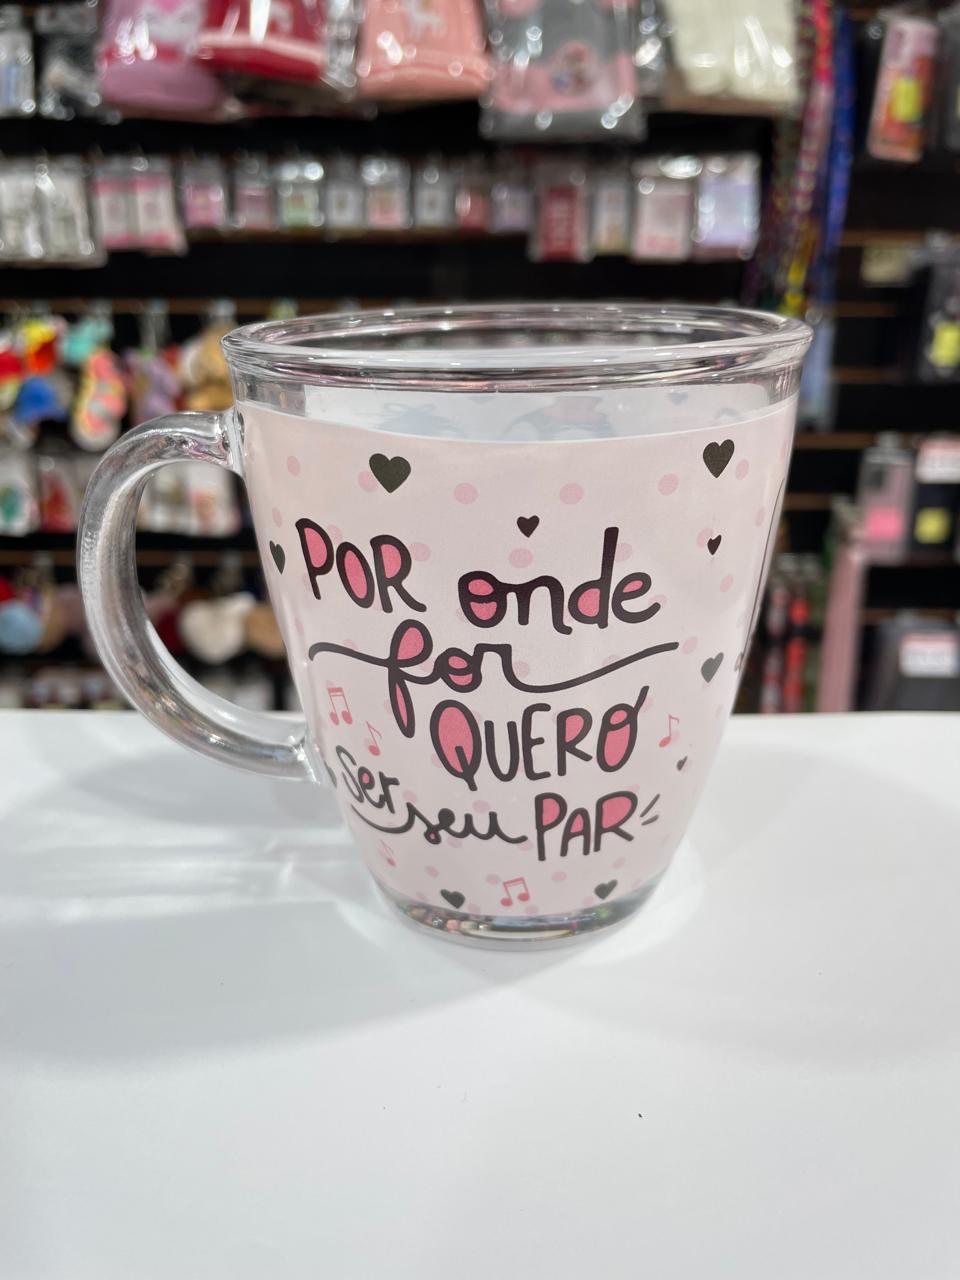 POR onde
for
QUERO
ser seu PAR